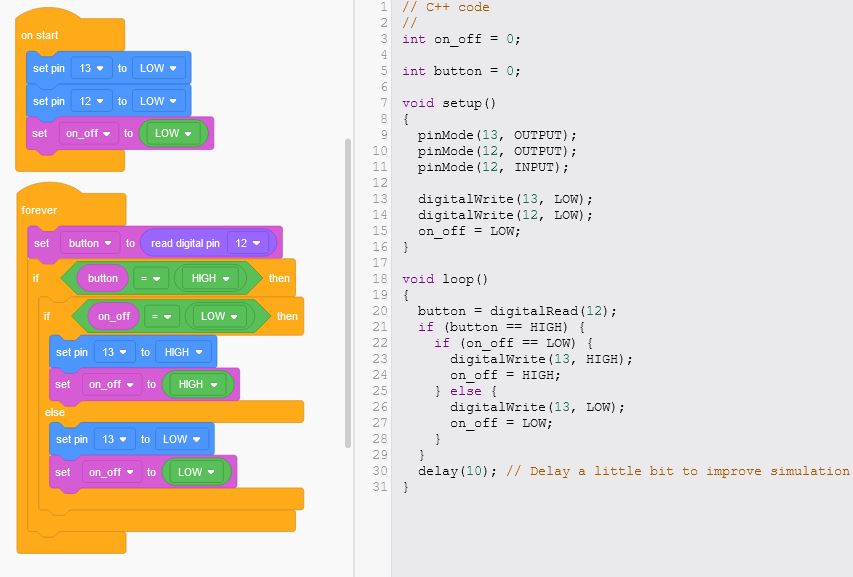 on start
set pin 13 to LOW
set pin 12 to LOW
set on_off to LOW
forever
set button to read digital pin 12
if button = HIGH then
if on_off = LOW then
set pin 13 to HIGH
set on_off to HIGH
else
set pin 13 to LOW
set on_off to LOW
1 // C++ code
2 //
3 int on_off = 0;
4
5 int button = 0;
6
7 void setup()
8 {
9   pinMode(13, OUTPUT);
10   pinMode(12, OUTPUT);
11   pinMode(12, INPUT);
12
13   digitalWrite(13, LOW);
14   digitalWrite(12, LOW);
15   on_off = LOW;
16 }
17
18 void loop()
19 {
20   button = digitalRead(12);
21   if (button == HIGH) {
22     if (on_off == LOW) {
23       digitalWrite(13, HIGH);
24       on_off = HIGH;
25     } else {
26       digitalWrite(13, LOW);
27       on_off = LOW;
28     }
29   }
30   delay(10); // Delay a little bit to improve simulation
31 }